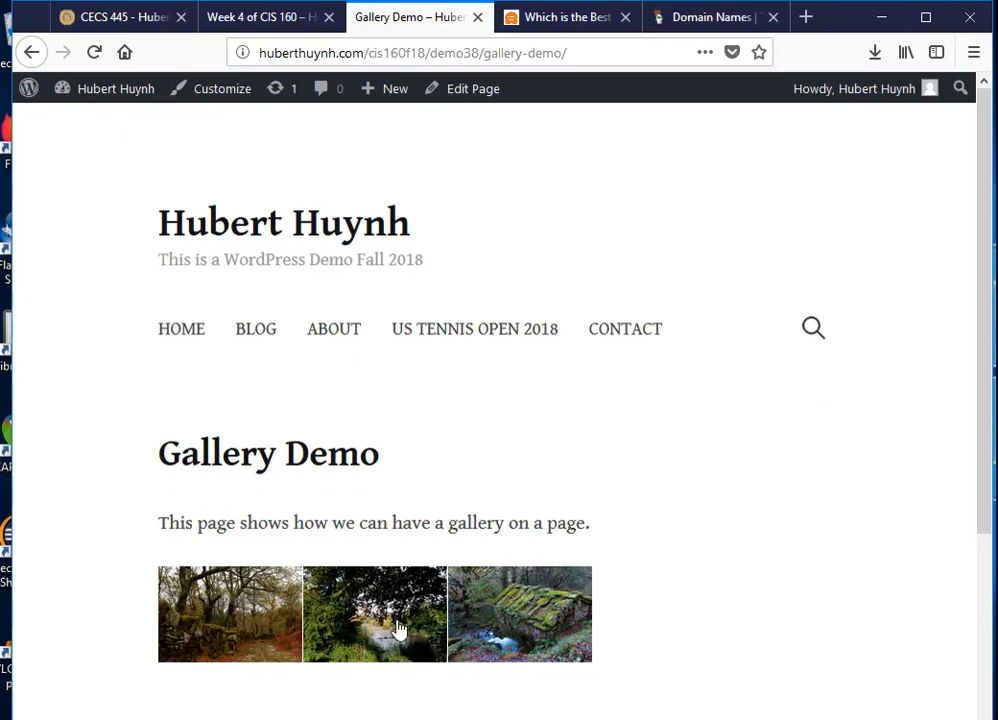 CECS 445 - Huber
Week 4 of CIS 160 – H
Gallery Demo – Huber
Which is the Best
Domain Names |
huberthuynh.com/cis160f18/demo38/gallery-demo/
Hubert Huynh
Customize
1
0
New
Edit Page
Howdy, Hubert Huynh
Hubert Huynh
This is a WordPress Demo Fall 2018
HOME
BLOG
ABOUT
US TENNIS OPEN 2018
CONTACT
Gallery Demo
This page shows how we can have a gallery on a page.